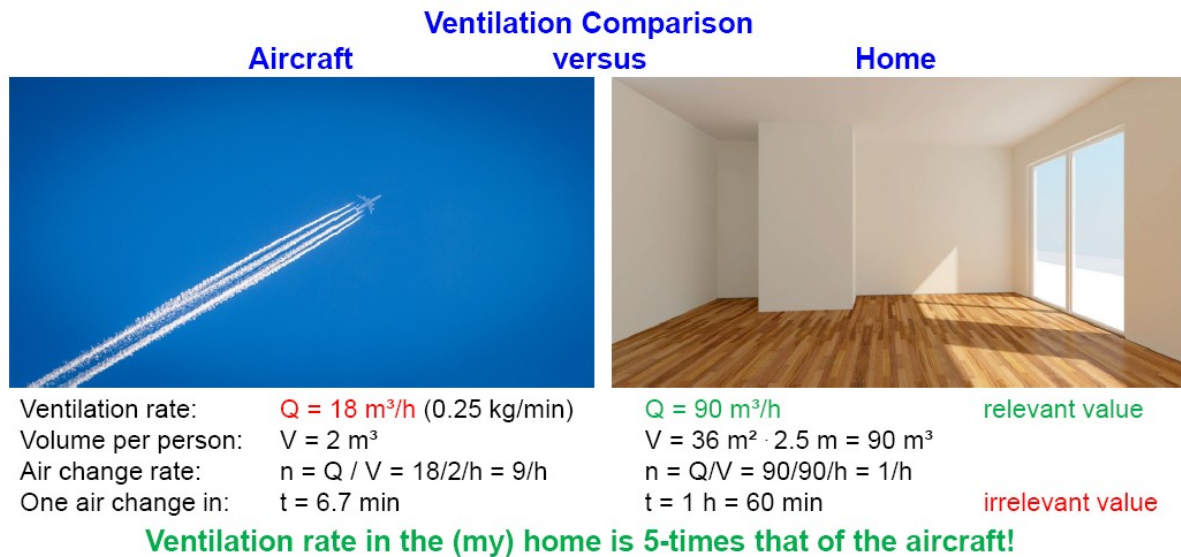 Ventilation Comparison
Aircraft versus Home
Ventilation rate: Q = 18 m³/h (0.25 kg/min) Q = 90 m³/h relevant value
Volume per person: V = 2 m³ V = 36 m² · 2.5 m = 90 m³
Air change rate: n = Q / V = 18/2/h = 9/h n = Q/V = 90/90/h = 1/h
One air change in: t = 6.7 min t = 1 h = 60 min irrelevant value
Ventilation rate in the (my) home is 5-times that of the aircraft!